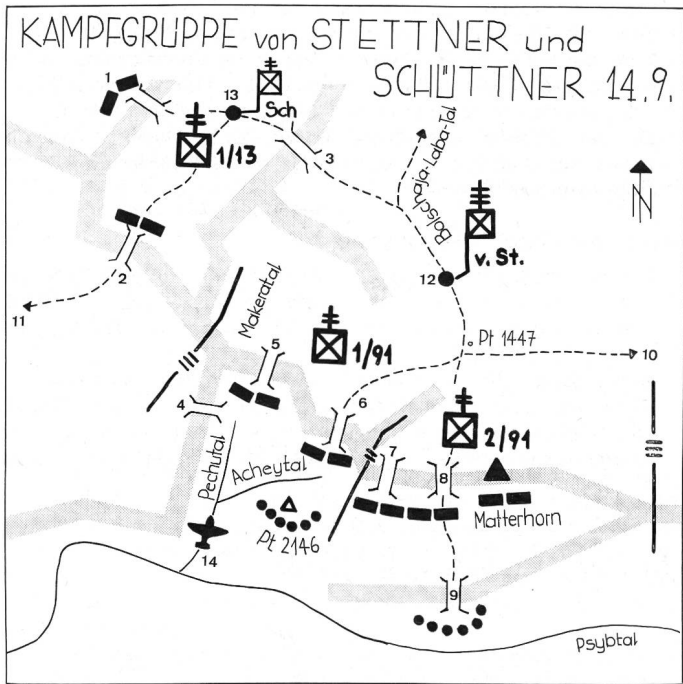 KAMPFGRUPPE von STETTNER und
SCHÜTTNER 14.9.
1
13
Sch
1/13
3
Bolschaja-Laba-Tal
N
2
12
v. St.
11
Makeratal
Pt 1447
5
1/91
10
4
6
2/91
7
8
Pechutal
Acheytal
Matterhorn
Pt 2146
14
9
Psybtal